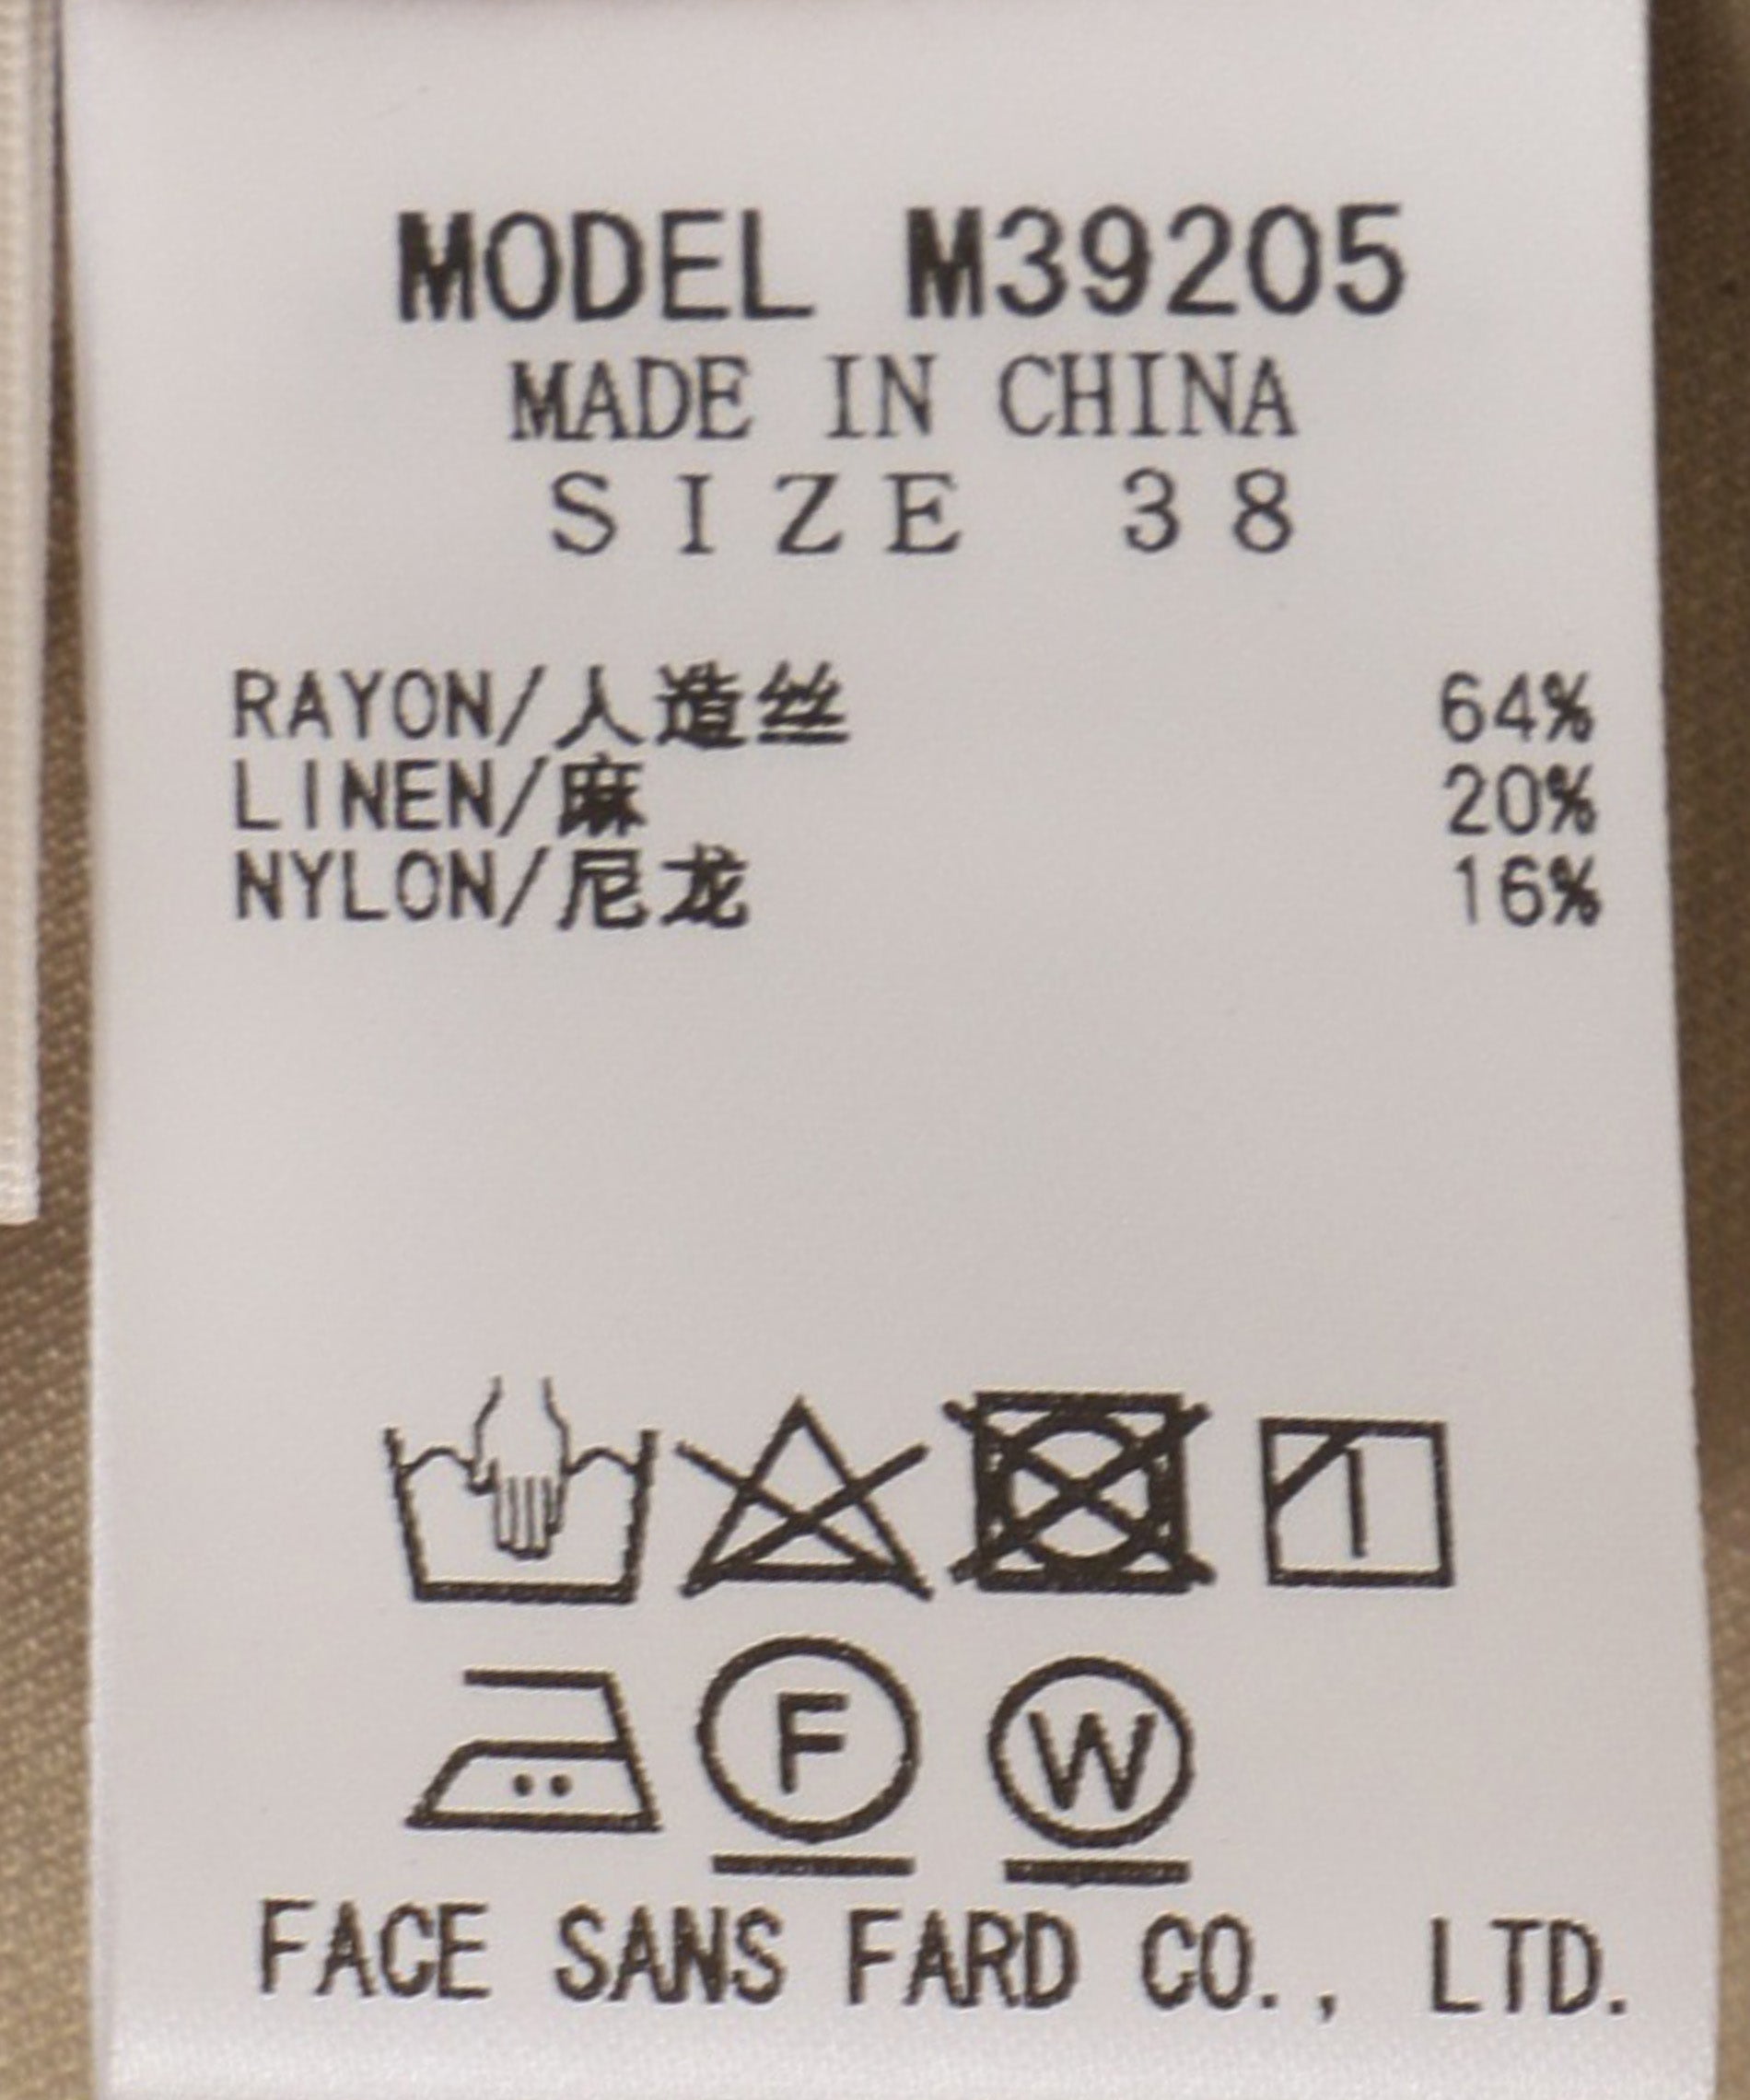 MODEL M39205
MADE IN CHINA
SIZE 38
RAYON/人造丝 64%
LINEN/麻 20%
NYLON/尼龙 16%
F W
FACE SANS FARD CO., LTD.